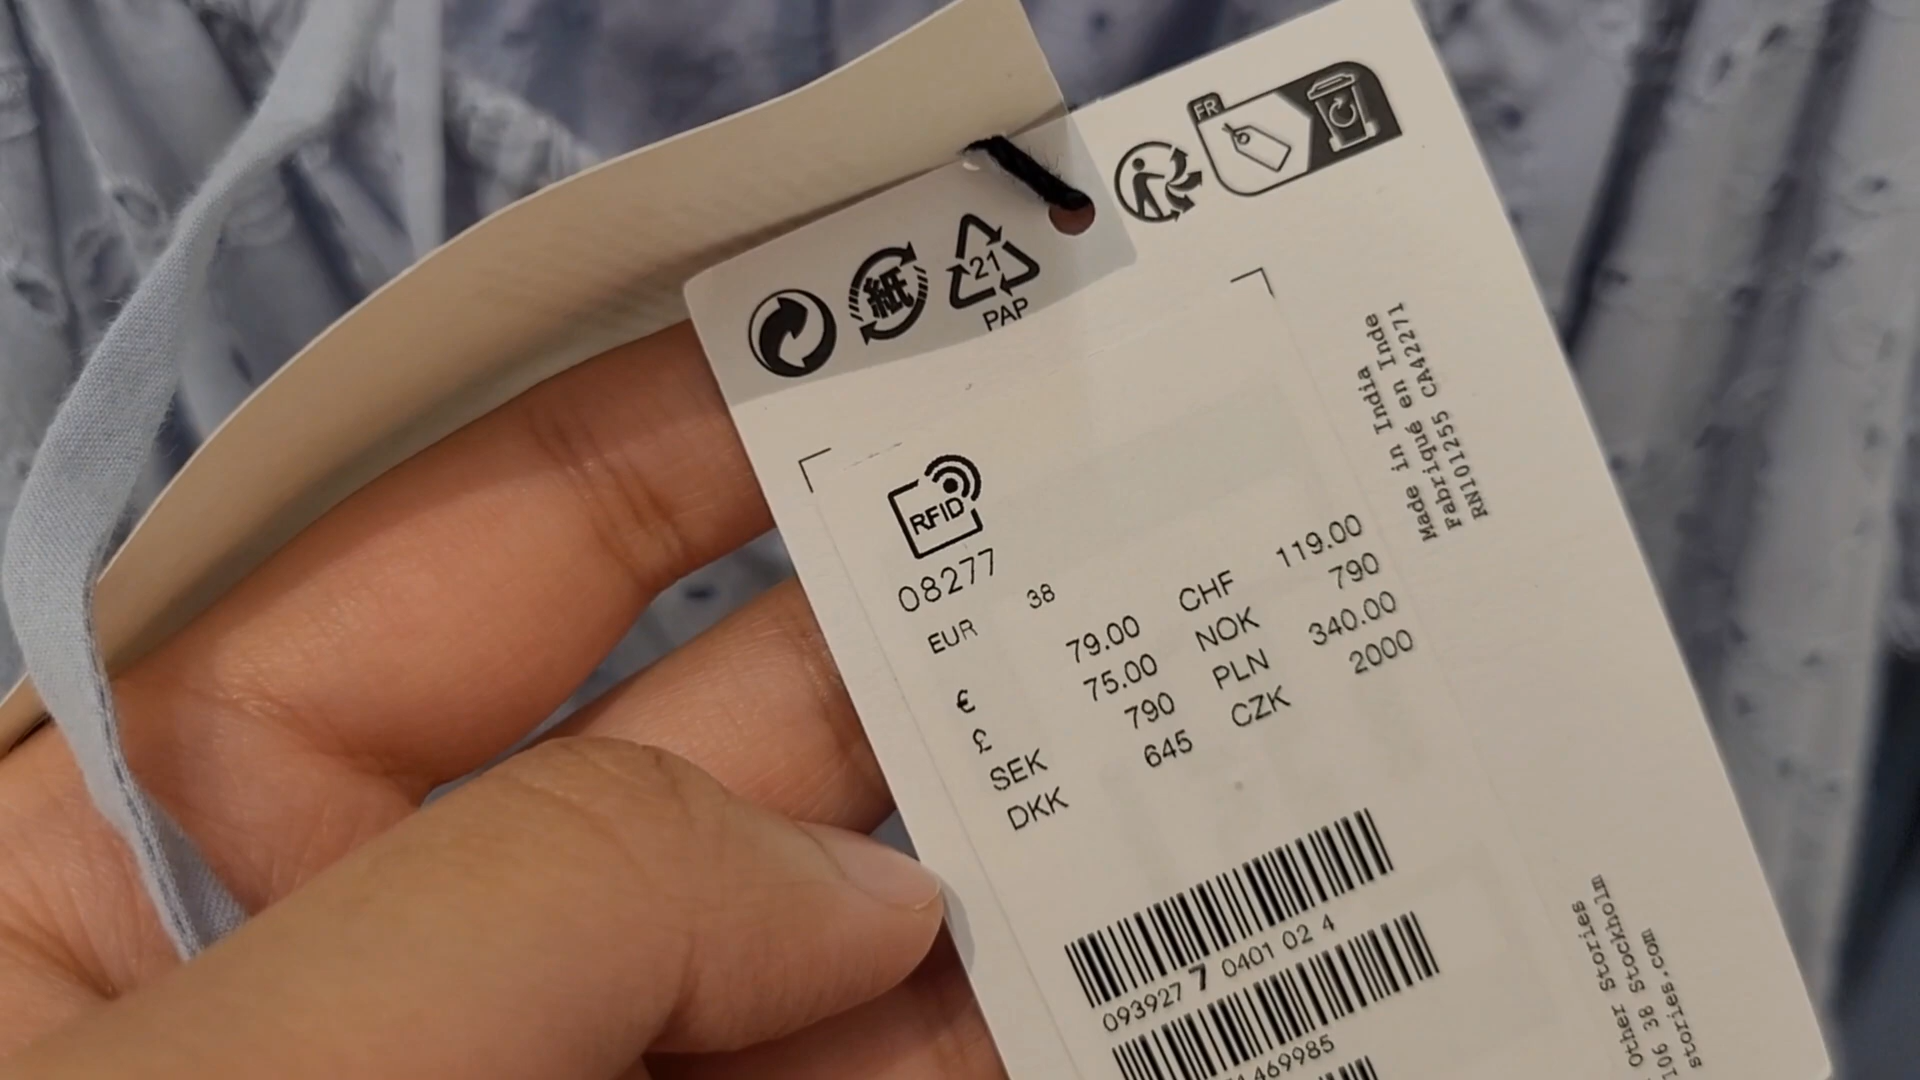 FR
紙
21
PAP
RFID
08277
EUR 38
€ 79.00 CHF 119.00
£ 75.00 NOK 790
SEK 790 PLN 340.00
DKK 645 CZK 2000
093927 7 0401 02 4
469985
Made in India
Fabriqué en Inde
RN101255 CA42271
Other Stories
106 38 Stockholm
stories.com